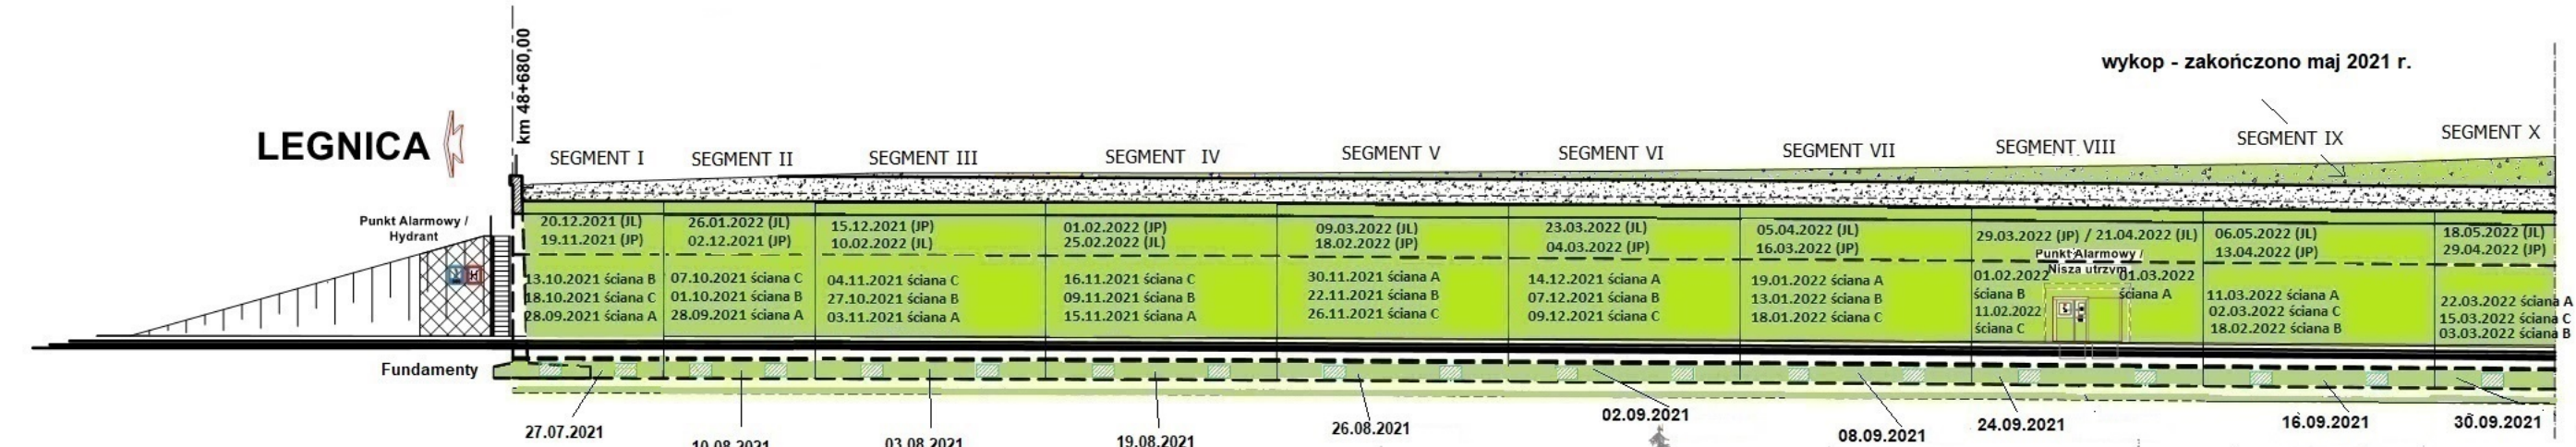 km 48+680,00
wykop - zakończono maj 2021 r.
LEGNICA
SEGMENT I
SEGMENT II
SEGMENT III
SEGMENT IV
SEGMENT V
SEGMENT VI
SEGMENT VII
SEGMENT VIII
SEGMENT IX
SEGMENT X
Punkt Alarmowy /
Hydrant
20.12.2021 (JL)
19.11.2021 (JP)
13.10.2021 ściana B
18.10.2021 ściana C
28.09.2021 ściana A
26.01.2022 (JL)
02.12.2021 (JP)
07.10.2021 ściana C
01.10.2021 ściana B
28.09.2021 ściana A
15.12.2021 (JP)
10.02.2022 (JL)
04.11.2021 ściana C
27.10.2021 ściana B
03.11.2021 ściana A
01.02.2022 (JP)
25.02.2022 (JL)
16.11.2021 ściana C
09.11.2021 ściana B
15.11.2021 ściana A
09.03.2022 (JL)
18.02.2022 (JP)
30.11.2021 ściana A
22.11.2021 ściana B
26.11.2021 ściana C
23.03.2022 (JL)
04.03.2022 (JP)
14.12.2021 ściana A
07.12.2021 ściana B
09.12.2021 ściana C
05.04.2022 (JL)
16.03.2022 (JP)
19.01.2022 ściana A
13.01.2022 ściana B
18.01.2022 ściana C
29.03.2022 (JP) / 21.04.2022 (JL)
Punkt Alarmowy /
Nisza utrzym.
01.02.2022
ściana B
11.02.2022
ściana C
01.03.2022
ściana A
06.05.2022 (JL)
13.04.2022 (JP)
11.03.2022 ściana A
02.03.2022 ściana C
18.02.2022 ściana B
18.05.2022 (JL)
29.04.2022 (JP)
22.03.2022 ściana A
15.03.2022 ściana C
03.03.2022 ściana B
Fundamenty
27.07.2021
10.08.2021
03.08.2021
19.08.2021
26.08.2021
02.09.2021
08.09.2021
24.09.2021
16.09.2021
30.09.2021